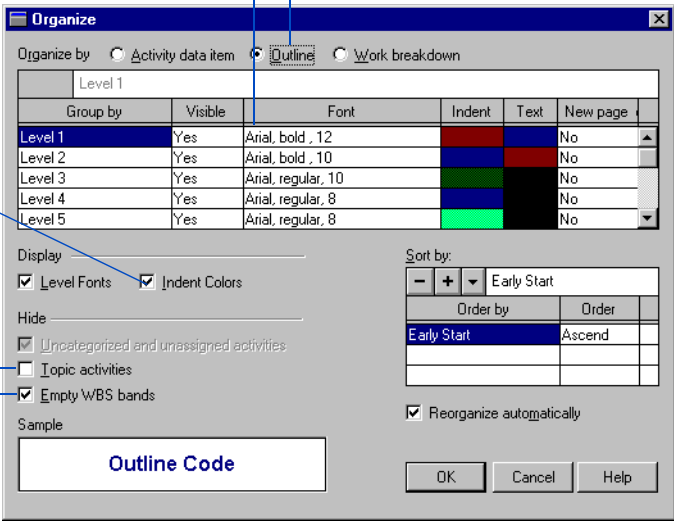 Organize
Organize by Activity data item Outline Work breakdown
Level 1
Group by Visible Font Indent Text New page
Level 1 Yes Arial, bold , 12 No
Level 2 Yes Arial, bold , 10 No
Level 3 Yes Arial, regular, 10 No
Level 4 Yes Arial, regular, 8 No
Level 5 Yes Arial, regular, 8 No
Display
Level Fonts Indent Colors
Hide
Uncategorized and unassigned activities
Topic activities
Empty WBS bands
Sample
Outline Code
Sort by:
Early Start
Order by Order
Early Start Ascend
Reorganize automatically
OK Cancel Help